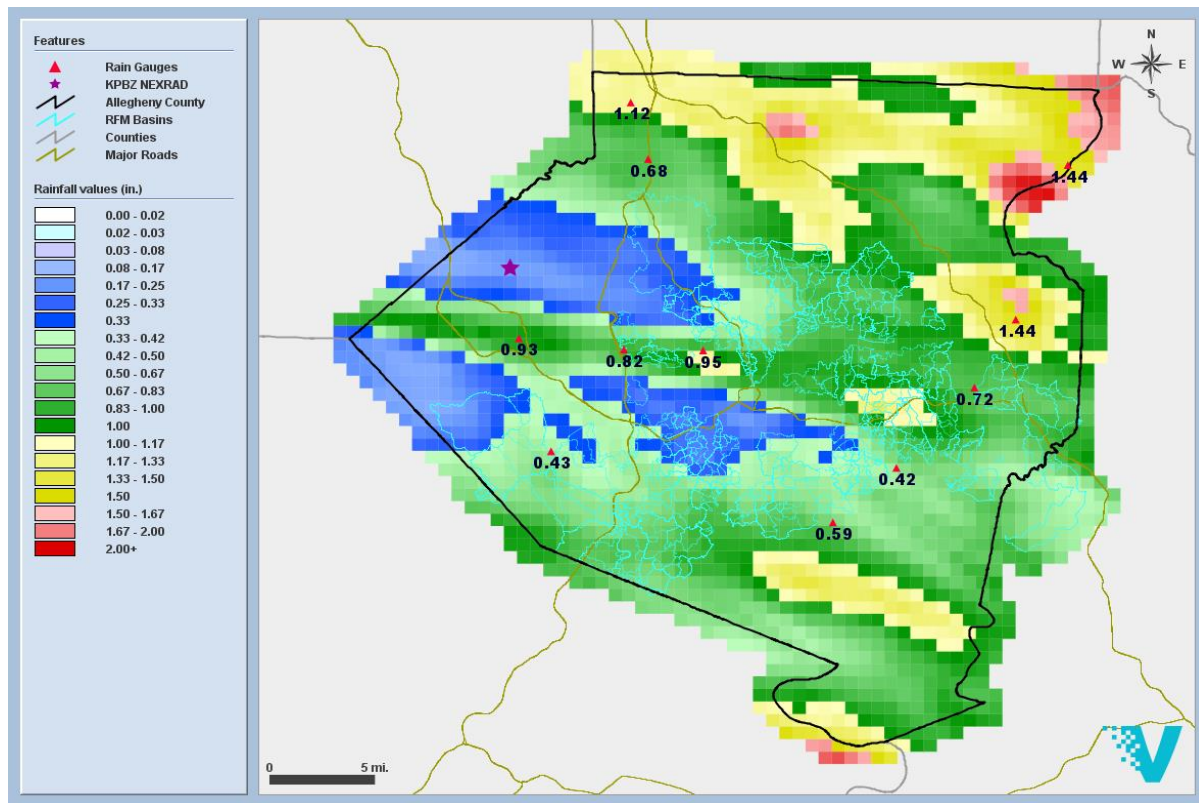 Features
Rain Gauges
KPBZ NEXRAD
Allegheny County
RFM Basins
Counties
Major Roads
Rainfall values (in.)
0.00 - 0.02
0.02 - 0.03
0.03 - 0.08
0.08 - 0.17
0.17 - 0.25
0.25 - 0.33
0.33
0.33 - 0.42
0.42 - 0.50
0.50 - 0.67
0.67 - 0.83
0.83 - 1.00
1.00
1.00 - 1.17
1.17 - 1.33
1.33 - 1.50
1.50
1.50 - 1.67
1.67 - 2.00
2.00+
N
W E
S
1.12
0.68
1.44
1.44
0.93
0.82
0.95
0.72
0.43
0.42
0.59
0 5 mi.
V